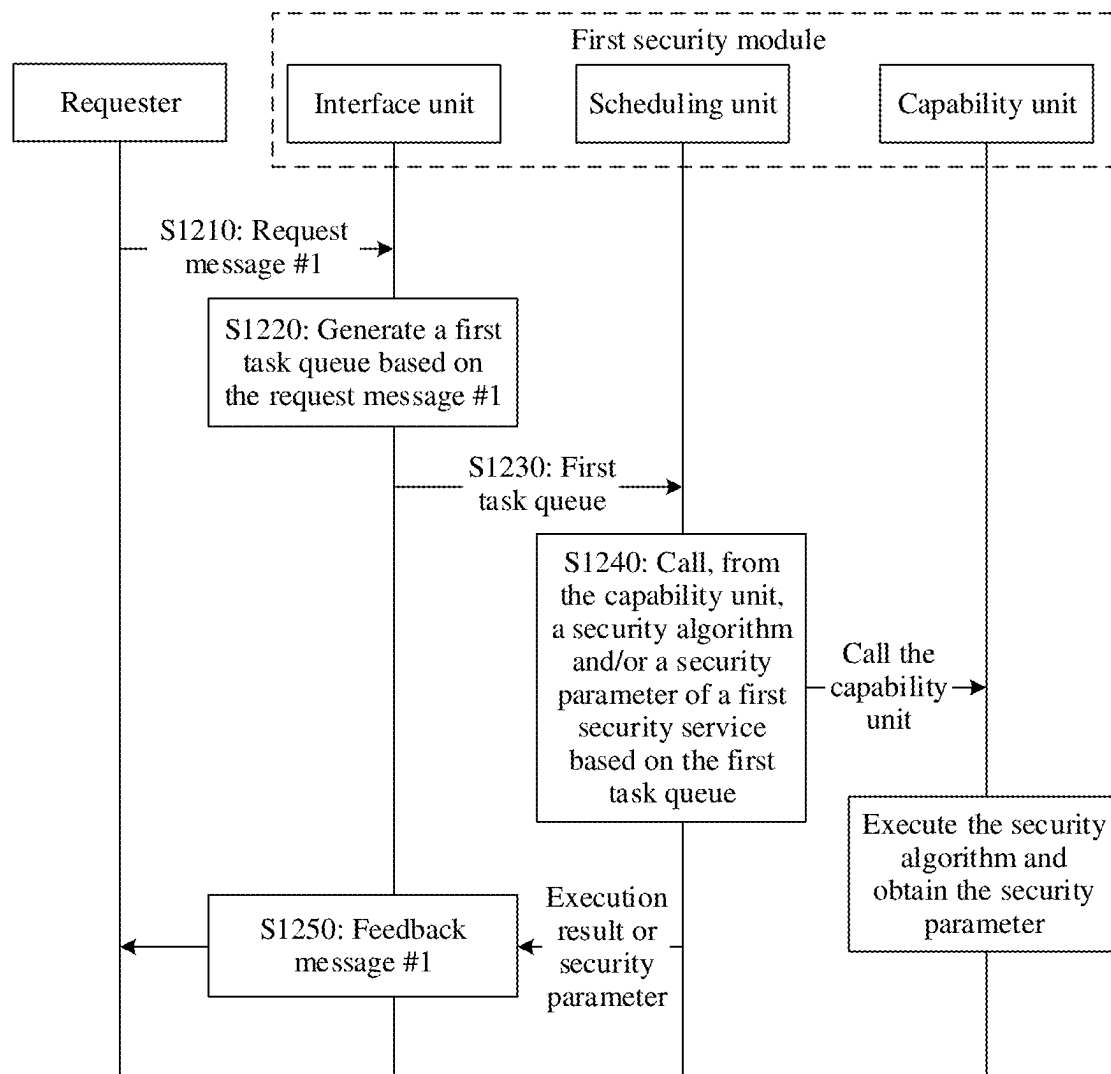 First security module
Requester
Interface unit
Scheduling unit
Capability unit
S1210: Request
message #1
S1220: Generate a first
task queue based on
the request message #1
S1230: First
task queue
S1240: Call, from
the capability unit,
a security algorithm
and/or a security
parameter of a first
security service
based on the first
task queue
Call the
capability
unit
Execute the security
algorithm and
obtain the security
parameter
Execution
result or
security
parameter
S1250: Feedback
message #1